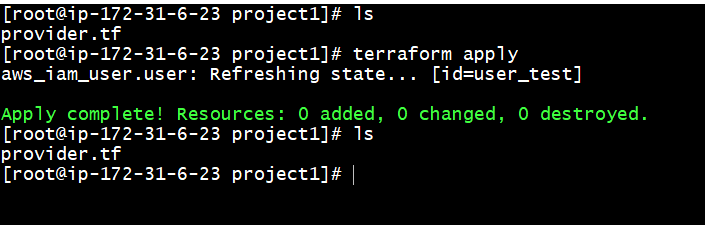 [root@ip-172-31-6-23 project1]# ls
provider.tf
[root@ip-172-31-6-23 project1]# terraform apply
aws_iam_user.user: Refreshing state... [id=user_test]
Apply complete! Resources: 0 added, 0 changed, 0 destroyed.
[root@ip-172-31-6-23 project1]# ls
provider.tf
[root@ip-172-31-6-23 project1]#